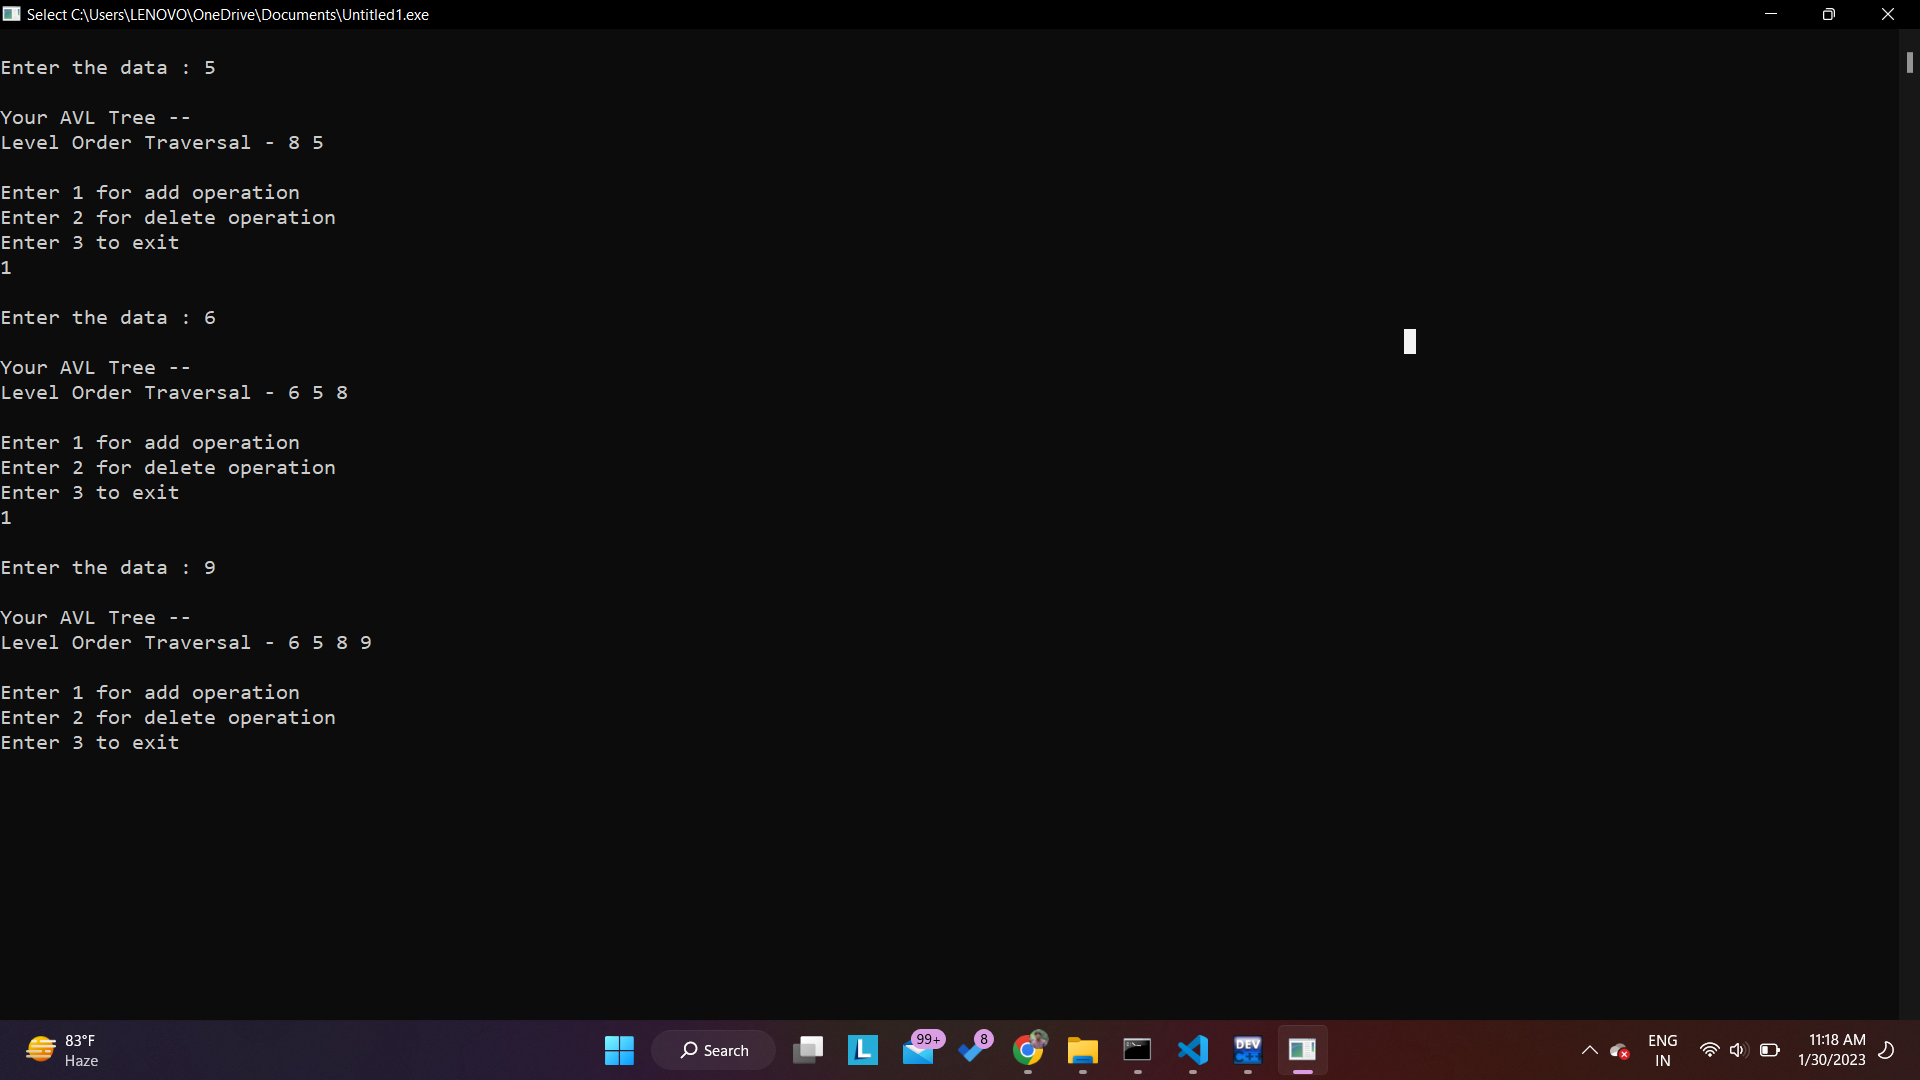 Select C:\Users\LENOVO\OneDrive\Documents\Untitled1.exe
Enter the data : 5
Your AVL Tree --
Level Order Traversal - 8 5
Enter 1 for add operation
Enter 2 for delete operation
Enter 3 to exit
1
Enter the data : 6
Your AVL Tree --
Level Order Traversal - 6 5 8
Enter 1 for add operation
Enter 2 for delete operation
Enter 3 to exit
1
Enter the data : 9
Your AVL Tree --
Level Order Traversal - 6 5 8 9
Enter 1 for add operation
Enter 2 for delete operation
Enter 3 to exit
83°F
Haze
Search
L
99+
8
DEV
C++
ENG
IN
11:18 AM
1/30/2023